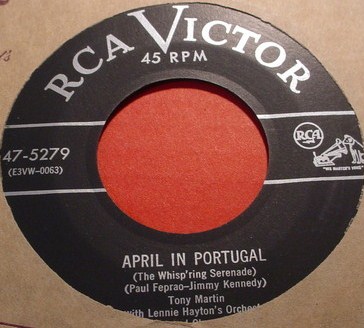 RCA VICTOR
45 RPM
47-5279
(E3VW-0063)
RCA
"HIS MASTER'S VOICE"
APRIL IN PORTUGAL
(The Whisp'ring Serenade)
(Paul Feprao-Jimmy Kennedy)
Tony Martin
with Lennie Hayton's Orchest